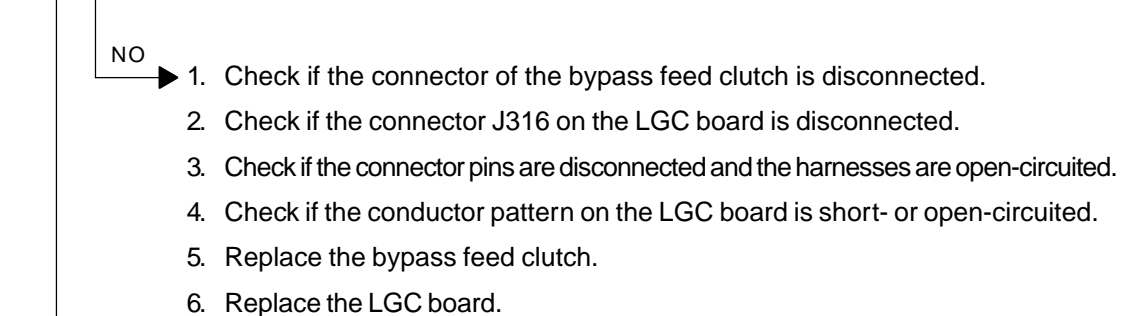 NO
1. Check if the connector of the bypass feed clutch is disconnected.
2. Check if the connector J316 on the LGC board is disconnected.
3. Check if the connector pins are disconnected and the harnesses are open-circuited.
4. Check if the conductor pattern on the LGC board is short- or open-circuited.
5. Replace the bypass feed clutch.
6. Replace the LGC board.